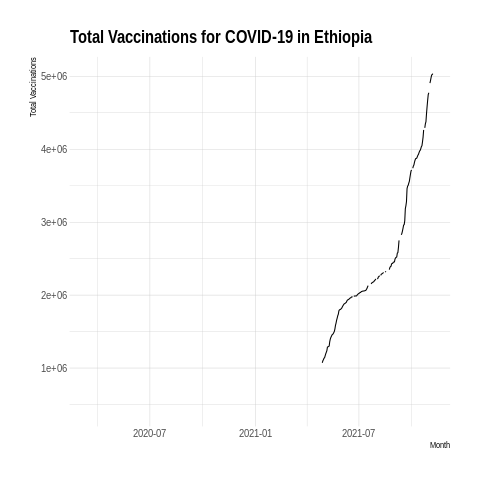 Total Vaccinations for COVID-19 in Ethiopia
Total Vaccinations
5e+06
4e+06
3e+06
2e+06
1e+06
2020-07
2021-01
2021-07
Month